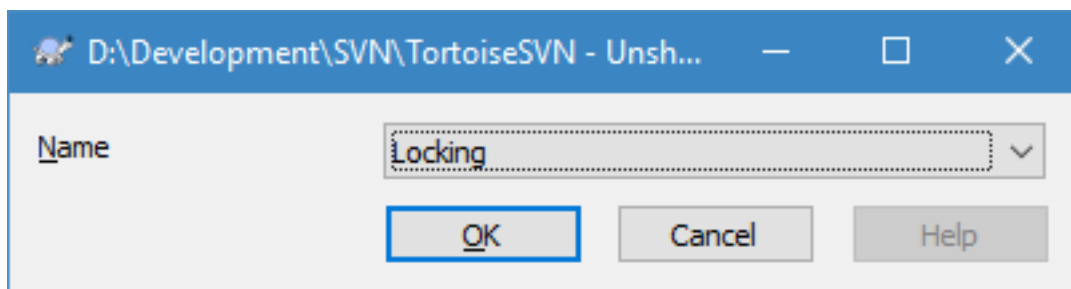 D:\Development\SVN\TortoiseSVN - Unsh...
Name Locking
OK Cancel Help